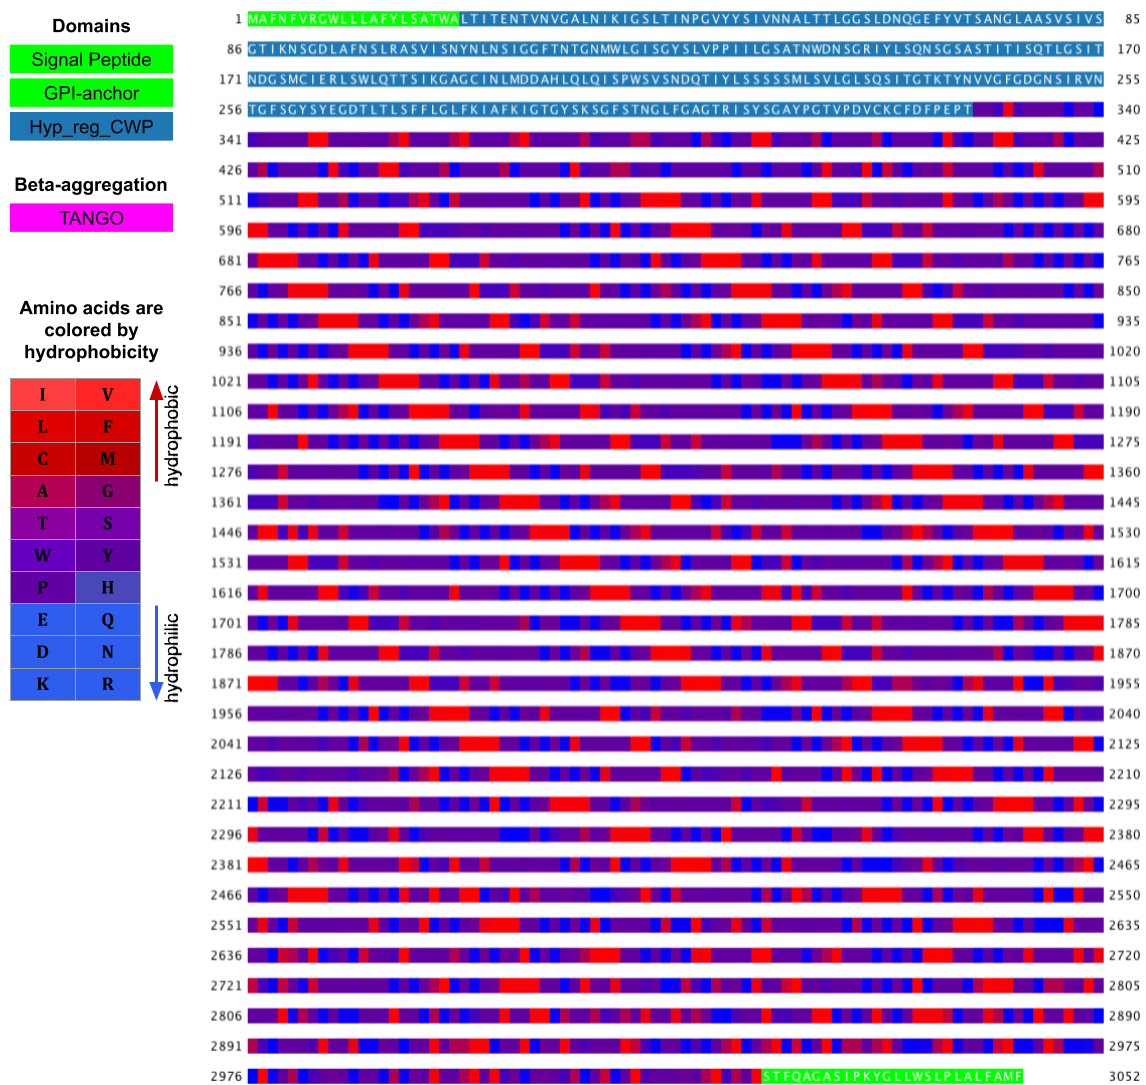 Domains
Signal Peptide
GPI-anchor
Hyp_reg_CWP
Beta-aggregation
TANGO
Amino acids are
colored by
hydrophobicity
I V
L F
C M
A G
T S
W Y
P H
E Q
D N
K R
hydrophobic
hydrophilic
1 MAFNFVRGWLLLAFYLSATWALTITENTVNVGALNIKIGSLTINPGVYYSIVNNALTTLGGSLDNQGEFYVTSANGLAASVSIVS 85
86 GTIKNSGDLAFNSLRASVISNYNLNSIGGFTNTGNMWLGISGYSLVPPIILGSATNWDNSGRIYLSQNSGSASTITISQTLGSIT 170
171 NDGSMCIERLSWLQTTSIKGAGCINLMDDAHLQLQISPWSVSNDQTIYLSSSSSMLSVLGLSQSITGTKTYNVVGFGDGNSIRVN 255
256 TGFSGYSYEGDTLTLSFFLGLFKIAFKIGTGYSKSGFSTNGLFGAGTRISYSGAYPGTVPDVCKCFDFPEPT 340
341 425
426 510
511 595
596 680
681 765
766 850
851 935
936 1020
1021 1105
1106 1190
1191 1275
1276 1360
1361 1445
1446 1530
1531 1615
1616 1700
1701 1785
1786 1870
1871 1955
1956 2040
2041 2125
2126 2210
2211 2295
2296 2380
2381 2465
2466 2550
2551 2635
2636 2720
2721 2805
2806 2890
2891 2975
2976 STFQAGASIPKYGLLWSLPLALFAMF 3052